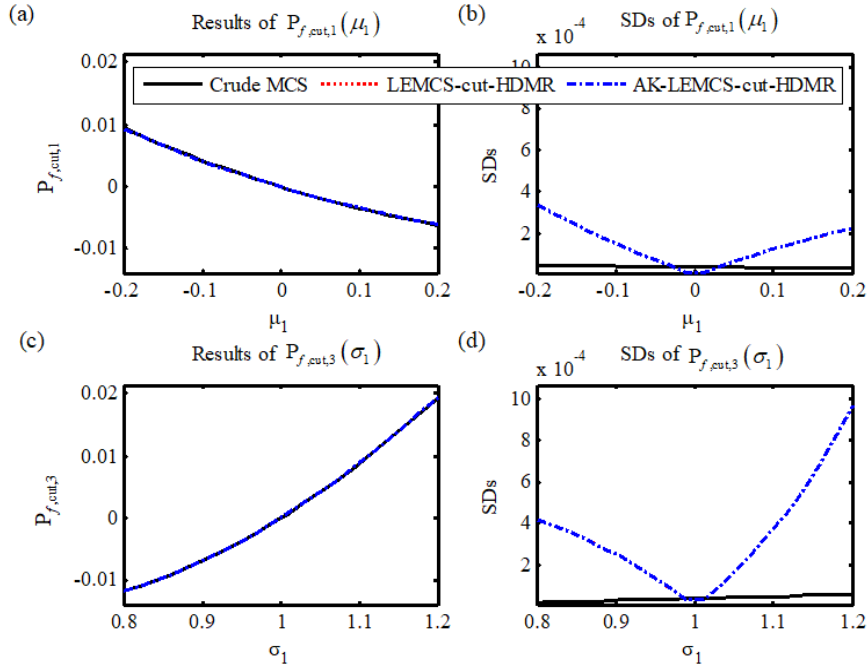 (a) Results of P_{f,cut,1}(μ_1)
(b) SDs of P_{f,cut,1}(μ_1)
x 10^{-4}
Crude MCS LEMCS-cut-HDMR AK-LEMCS-cut-HDMR
0.02
0.01
0
-0.01
P_{f,cut,1}
-0.2 -0.1 0 0.1 0.2
μ_1
10
8
6
4
2
SDs
-0.2 -0.1 0 0.1 0.2
μ_1
(c) Results of P_{f,cut,3}(σ_1)
(d) SDs of P_{f,cut,3}(σ_1)
x 10^{-4}
0.02
0.01
0
-0.01
P_{f,cut,3}
0.8 0.9 1 1.1 1.2
σ_1
10
8
6
4
2
SDs
0.8 0.9 1 1.1 1.2
σ_1